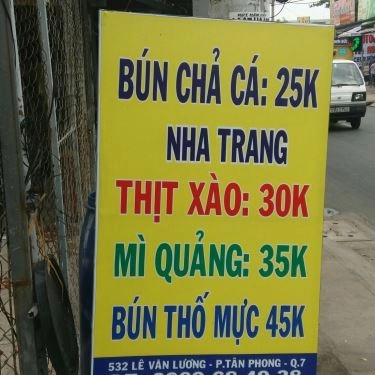 BÚN CHẢ CÁ: 25K
NHA TRANG
THỊT XÀO: 30K
MÌ QUẢNG: 35K
BÚN THỐ MỰC 45K
532 LÊ VĂN LƯƠNG - P.TÂN PHONG - Q.7